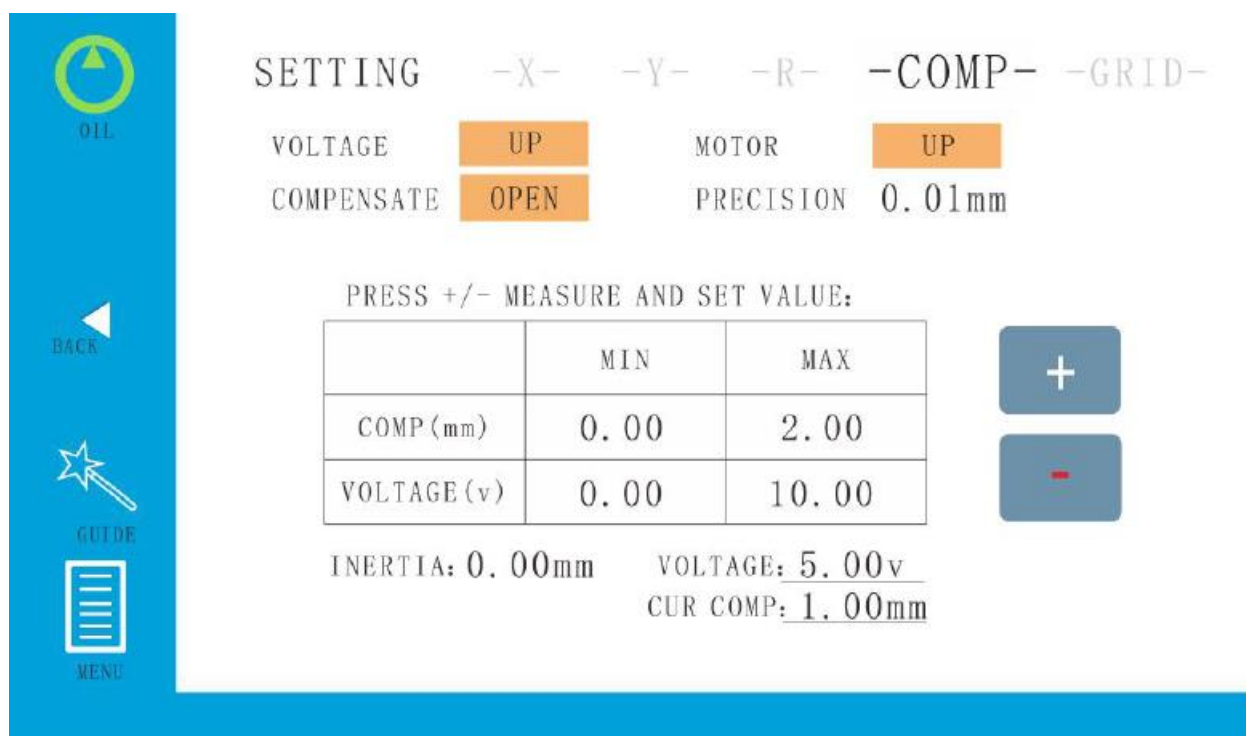 OIL
BACK
GUIDE
MENU
SETTING -X- -Y- -R- -COMP- -GRID-
VOLTAGE UP MOTOR UP
COMPENSATE OPEN PRECISION 0.01mm
PRESS +/- MEASURE AND SET VALUE:
MIN MAX
COMP(mm) 0.00 2.00
VOLTAGE(v) 0.00 10.00
+
-
INERTIA: 0.00mm VOLTAGE: 5.00v
CUR COMP: 1.00mm